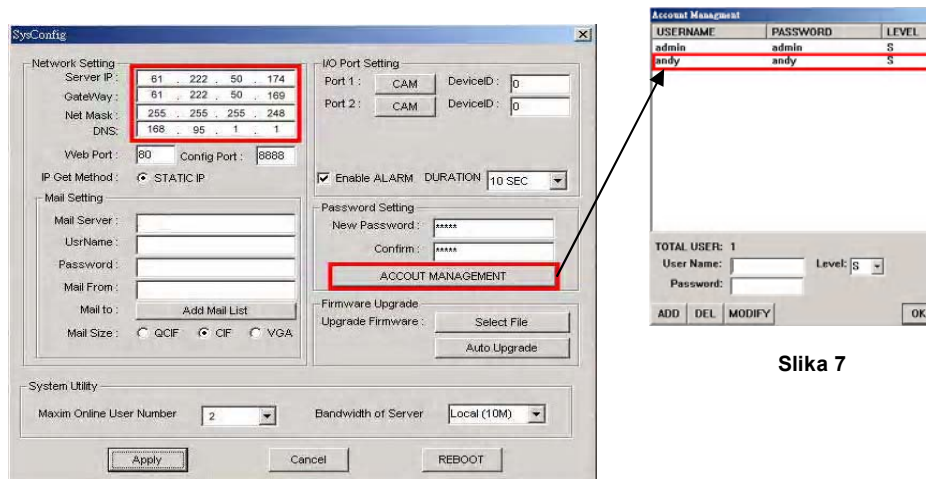 SysConfig
Network Setting
Server IP : 61 . 222 . 50 . 174
GateWay : 61 . 222 . 50 . 169
Net Mask : 255 . 255 . 255 . 248
DNS: 168 . 95 . 1 . 1
Web Port : 80 Config Port : 8888
IP Get Method : STATIC IP
Mail Setting
Mail Server :
UsrName :
Password :
Mail From :
Mail to : Add Mail List
Mail Size : QCIF CIF VGA
I/O Port Setting
Port 1 : CAM DeviceID : 0
Port 2 : CAM DeviceID : 0
Enable ALARM DURATION 10 SEC
Password Setting
New Password : *****
Confirm : *****
ACCOUT MANAGEMENT
Firmware Upgrade
Upgrade Firmware : Select File
Auto Upgrade
System Utility
Maxim Online User Number 2 Bandwidth of Server Local (10M)
Apply Cancel REBOOT
Account Managment
USERNAME PASSWORD LEVEL
admin admin S
andy andy S
TOTAL USER: 1
User Name: Level: S
Password:
ADD DEL MODIFY OK
Slika 7